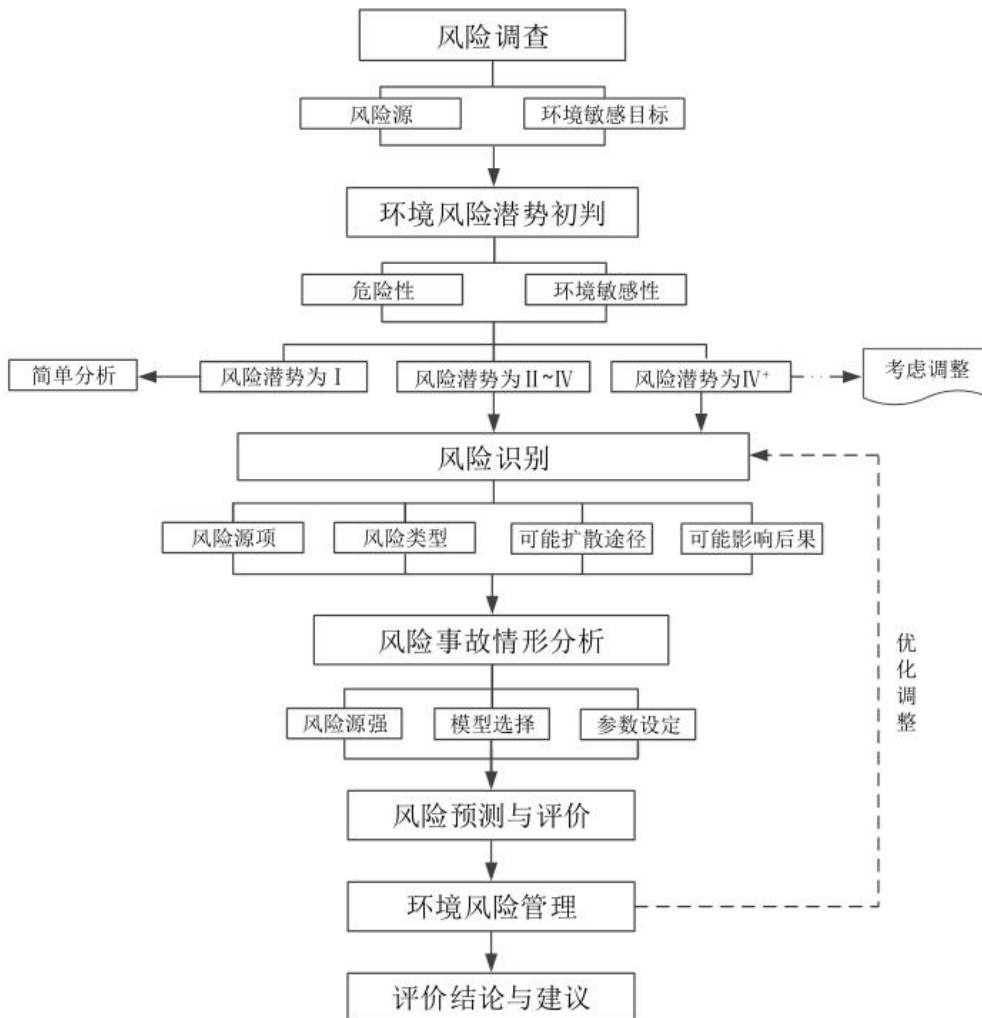 风险调查
风险源
环境敏感目标
环境风险潜势初判
危险性
环境敏感性
简单分析
风险潜势为Ⅰ
风险潜势为Ⅱ~Ⅳ
风险潜势为Ⅳ⁺
考虑调整
风险识别
风险源项
风险类型
可能扩散途径
可能影响后果
风险事故情形分析
优化调整
风险源强
模型选择
参数设定
风险预测与评价
环境风险管理
评价结论与建议